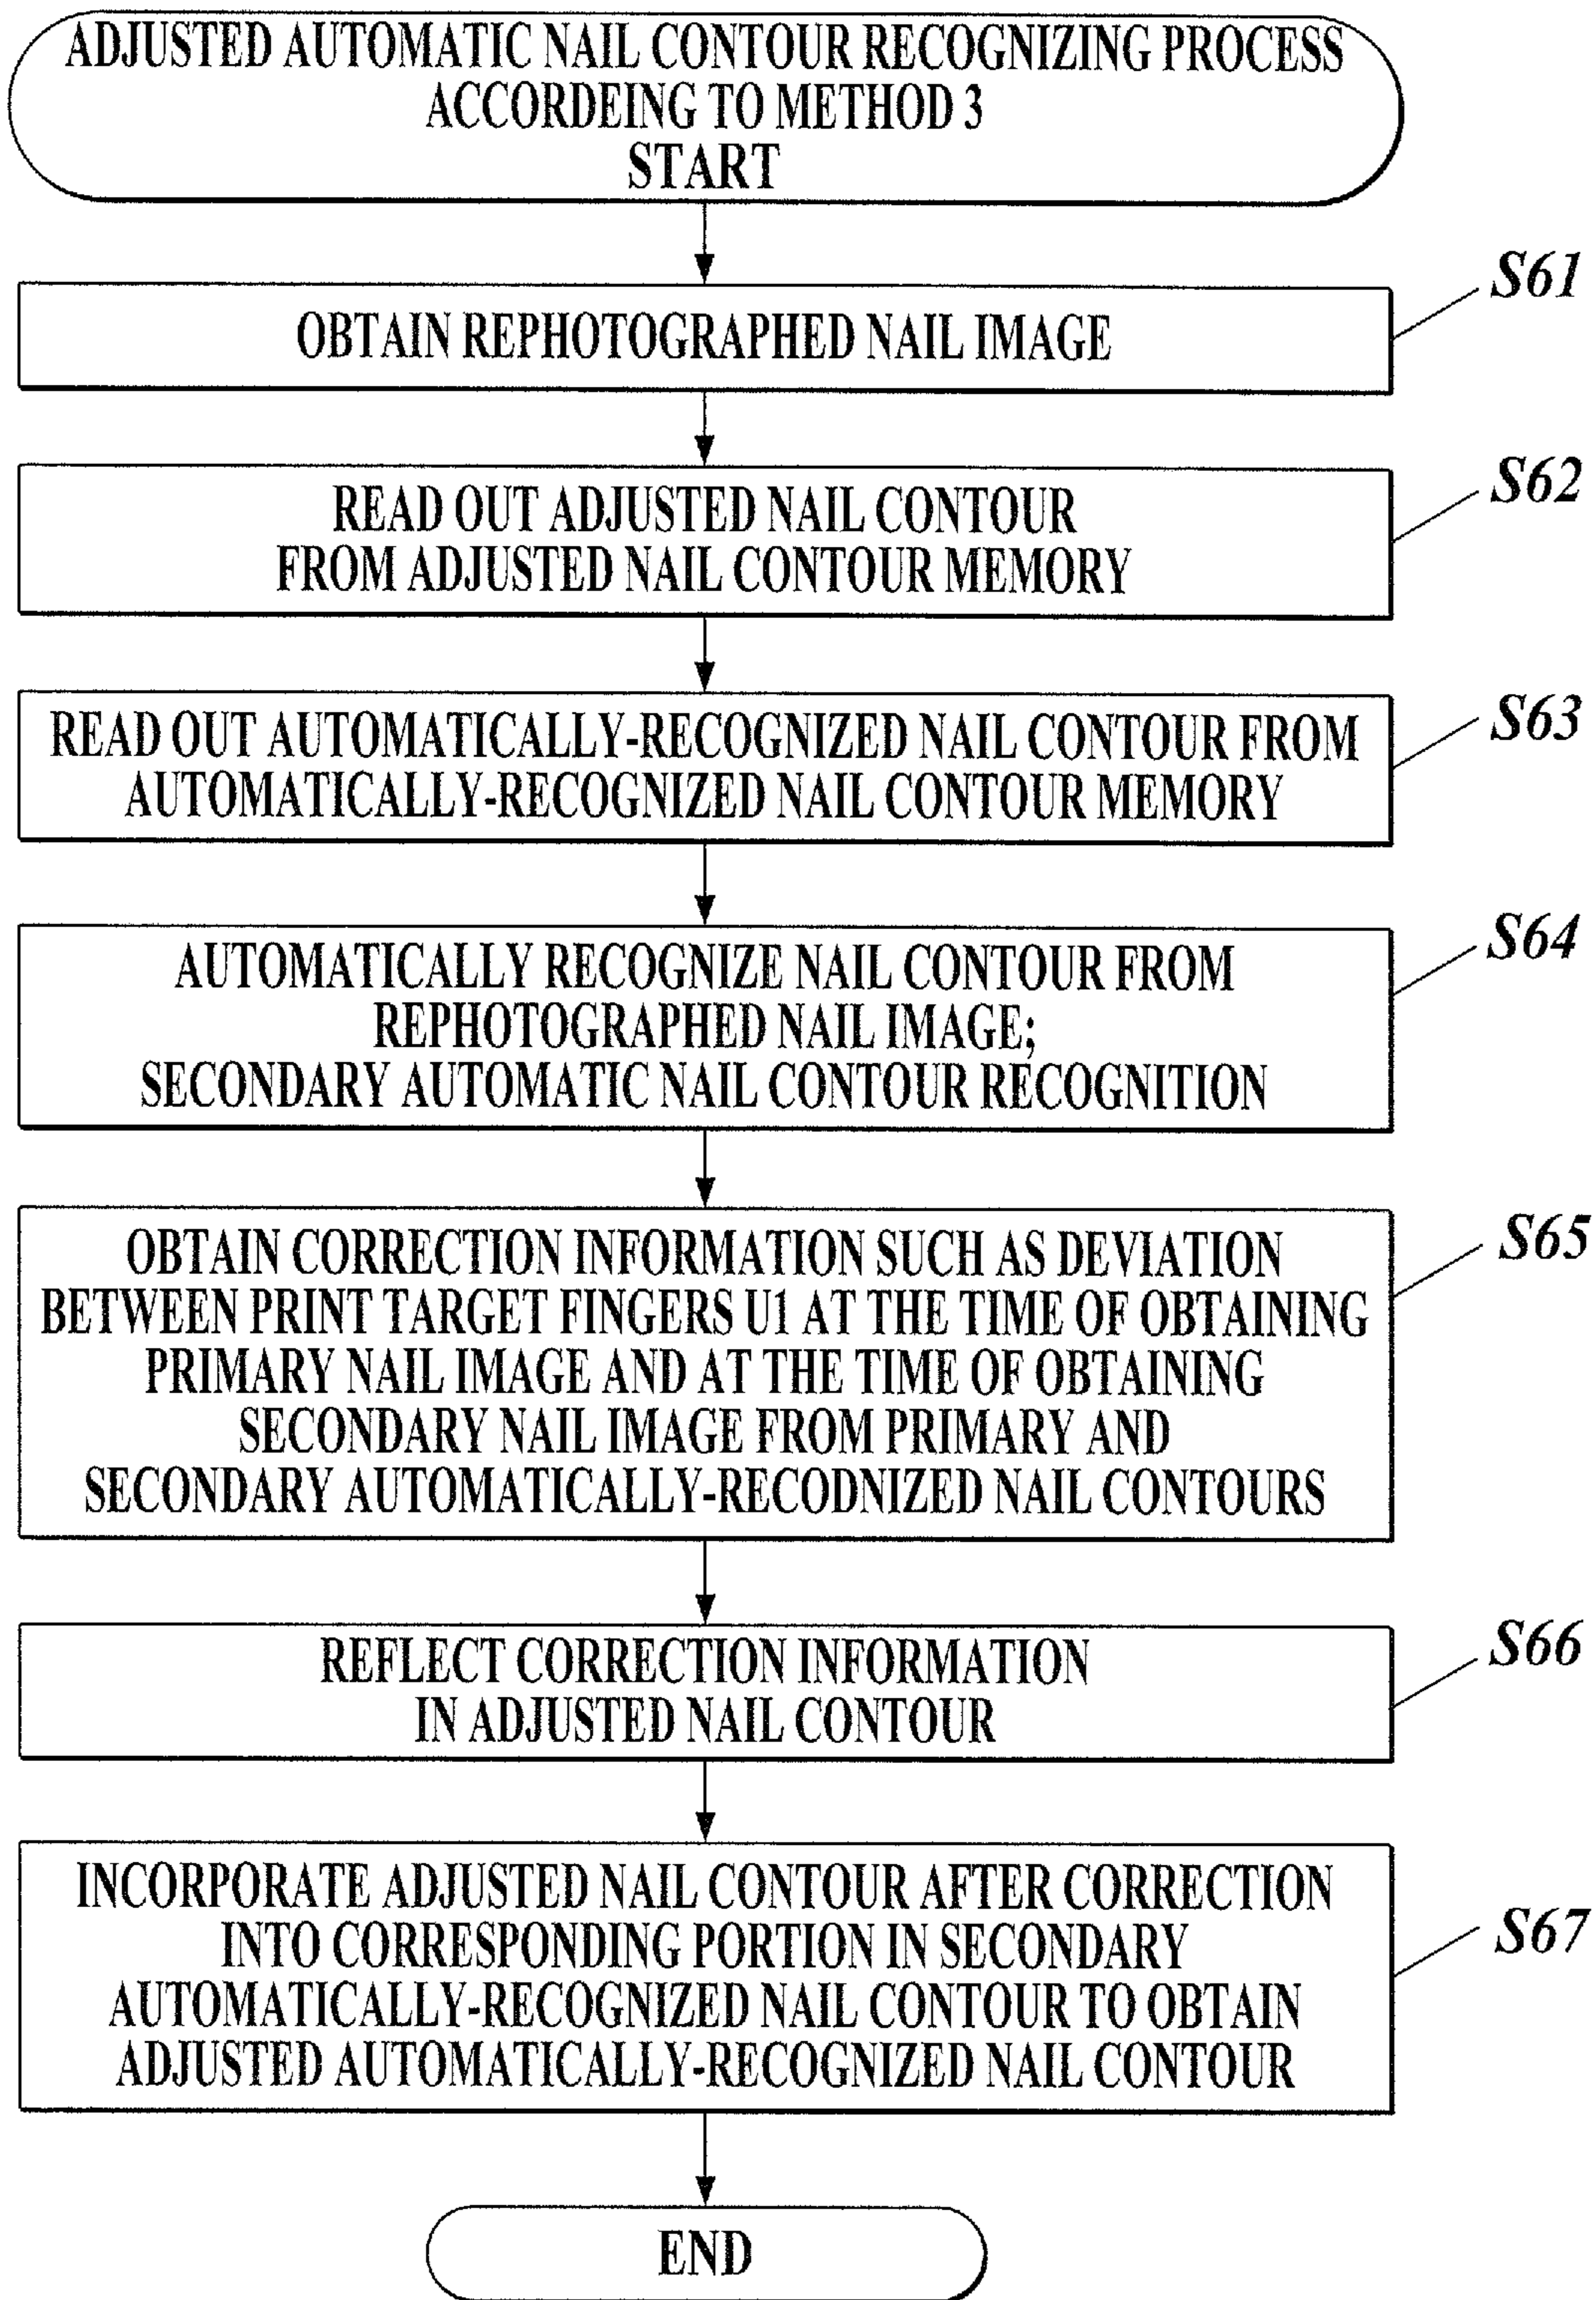 ADJUSTED AUTOMATIC NAIL CONTOUR RECOGNIZING PROCESS
ACCORDEING TO METHOD 3
START
S61
OBTAIN REPHOTOGRAPHED NAIL IMAGE
S62
READ OUT ADJUSTED NAIL CONTOUR
FROM ADJUSTED NAIL CONTOUR MEMORY
S63
READ OUT AUTOMATICALLY-RECOGNIZED NAIL CONTOUR FROM
AUTOMATICALLY-RECOGNIZED NAIL CONTOUR MEMORY
S64
AUTOMATICALLY RECOGNIZE NAIL CONTOUR FROM
REPHOTOGRAPHED NAIL IMAGE;
SECONDARY AUTOMATIC NAIL CONTOUR RECOGNITION
S65
OBTAIN CORRECTION INFORMATION SUCH AS DEVIATION
BETWEEN PRINT TARGET FINGERS U1 AT THE TIME OF OBTAINING
PRIMARY NAIL IMAGE AND AT THE TIME OF OBTAINING
SECONDARY NAIL IMAGE FROM PRIMARY AND
SECONDARY AUTOMATICALLY-RECODNIZED NAIL CONTOURS
S66
REFLECT CORRECTION INFORMATION
IN ADJUSTED NAIL CONTOUR
S67
INCORPORATE ADJUSTED NAIL CONTOUR AFTER CORRECTION
INTO CORRESPONDING PORTION IN SECONDARY
AUTOMATICALLY-RECOGNIZED NAIL CONTOUR TO OBTAIN
ADJUSTED AUTOMATICALLY-RECOGNIZED NAIL CONTOUR
END